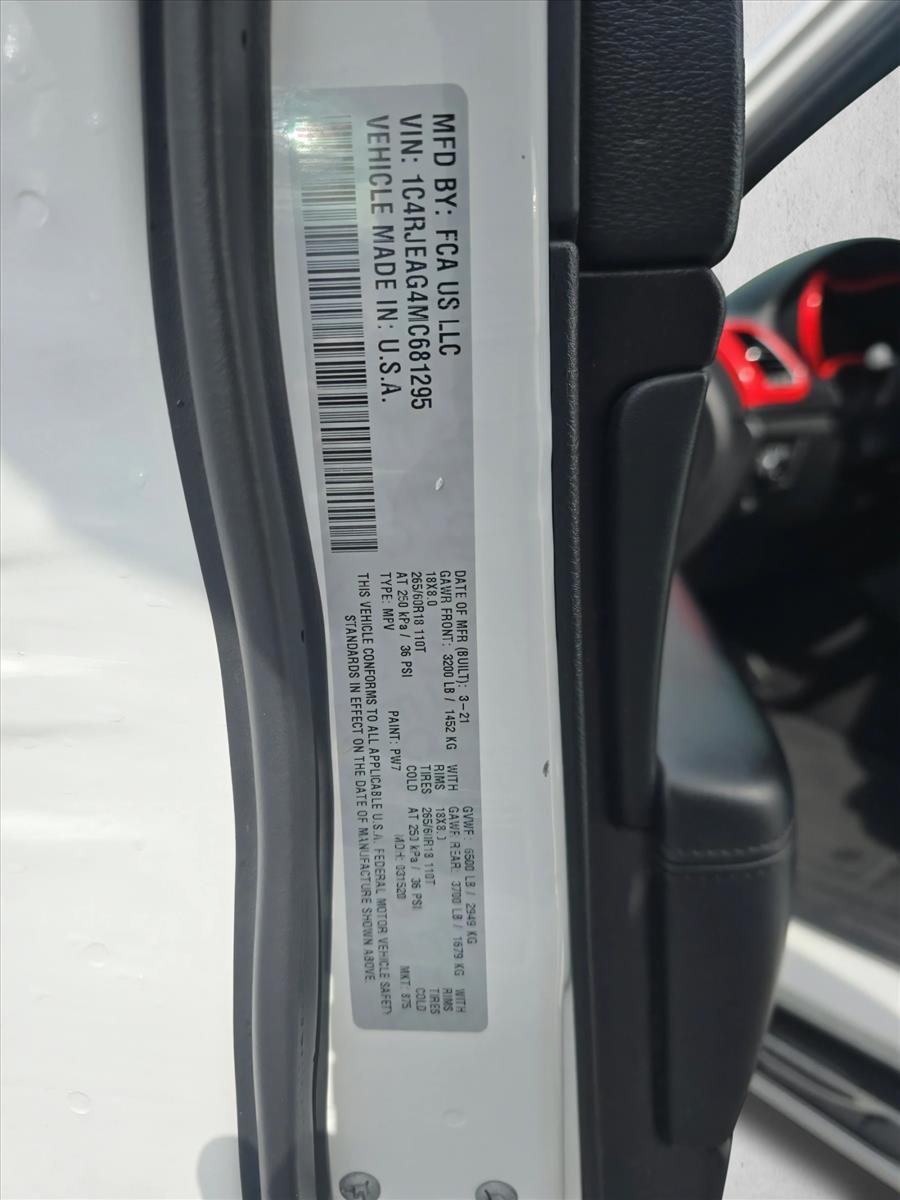 MFD BY: FCA US LLC
VIN: 1C4RJEAG4MC681295
VEHICLE MADE IN: U.S.A.
DATE OF MFR (BUILT): 3-21 GVWR: 6500 LB / 2949 KG
GAWR FRONT: 3200 LB / 1452 KG WITH GAWR REAR: 3700 LB / 1679 KG WITH
18X8.0 RIMS 18X8.0 RIMS
265/60R18 110T TIRES 265/60R18 110T TIRES
AT 250 kPa / 36 PSI COLD AT 250 kPa / 36 PSI COLD
TYPE: MPV PAINT: PW7 MDH: 031520 MKT: 875
THIS VEHICLE CONFORMS TO ALL APPLICABLE U.S.A. FEDERAL MOTOR VEHICLE SAFETY
STANDARDS IN EFFECT ON THE DATE OF MANUFACTURE SHOWN ABOVE.